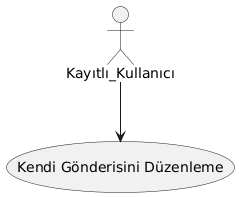 Kayıtlı_Kullanıcı
Kendi Gönderisini Düzenleme